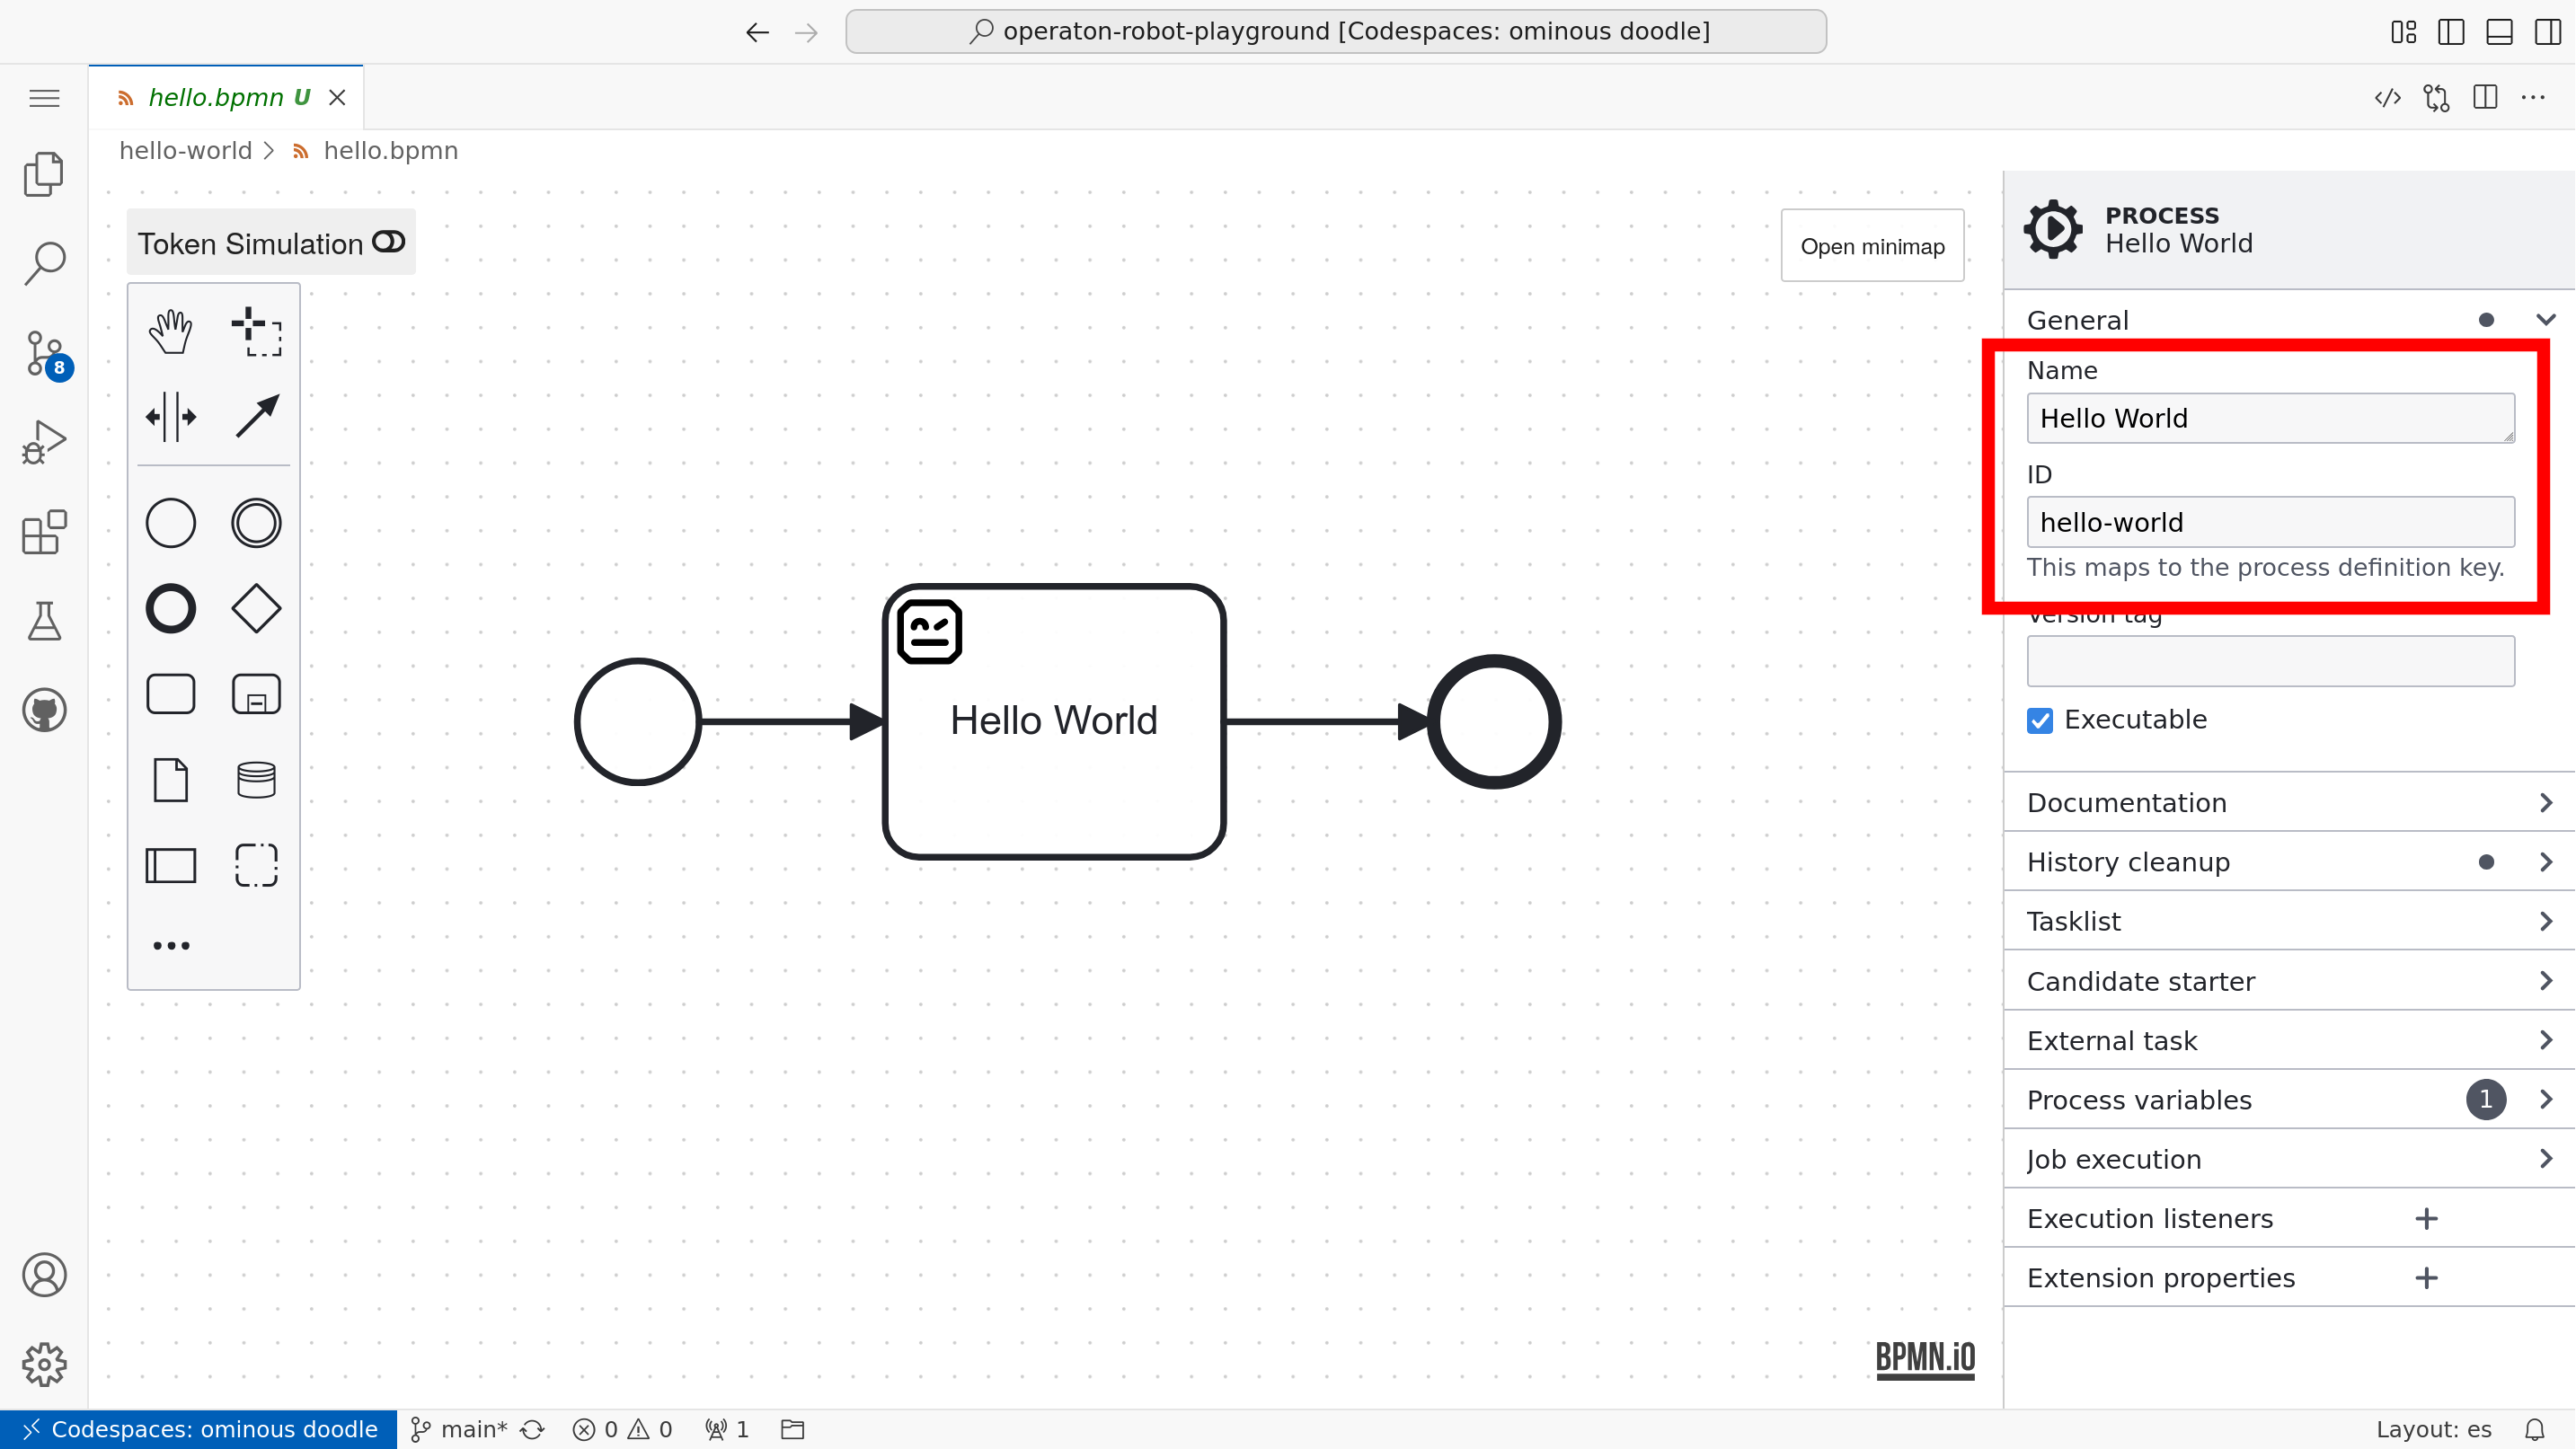 operaton-robot-playground [Codespaces: ominous doodle]
hello.bpmn U
hello-world > hello.bpmn
Token Simulation
Open minimap
PROCESS
Hello World
General
Name
Hello World
ID
hello-world
This maps to the process definition key.
Version tag
Executable
Documentation
History cleanup
Tasklist
Candidate starter
External task
Process variables 1
Job execution
Execution listeners
Extension properties
8
Hello World
BPMN.iO
Codespaces: ominous doodle main* 0 0 1 Layout: es